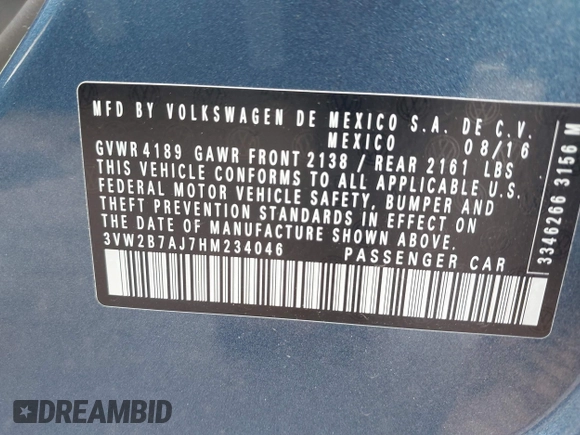 MFD BY VOLKSWAGEN DE MEXICO S.A. DE C.V.
MEXICO 08/16
GVWR 4189 GAWR FRONT 2138 / REAR 2161 LBS
THIS VEHICLE CONFORMS TO ALL APPLICABLE U.S.
FEDERAL MOTOR VEHICLE SAFETY, BUMPER AND
THEFT PREVENTION STANDARDS IN EFFECT ON
THE DATE OF MANUFACTURE SHOWN ABOVE.
3VW2B7AJ7HM234046 PASSENGER CAR
3346266 3156 M
DREAMBID